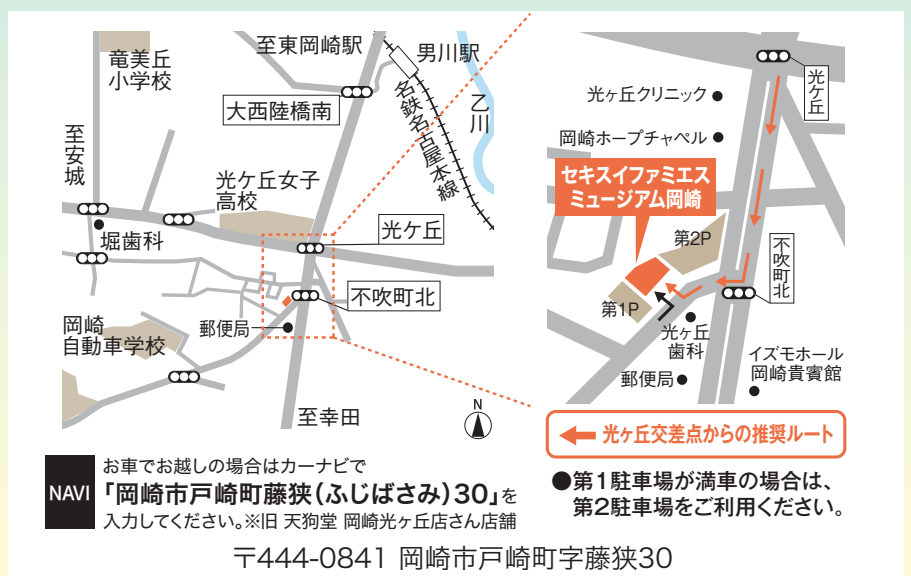 竜美丘
小学校
至東岡崎駅
男川駅
大西陸橋南
名鉄名古屋本線
乙川
至安城
光ケ丘女子
高校
堀歯科
光ケ丘
不吹町北
岡崎
自動車学校
郵便局
至幸田
N
光ケ丘
光ヶ丘クリニック
岡崎ホープチャペル
セキスイファミエス
ミュージアム岡崎
第2P
不吹町北
第1P
光ヶ丘
歯科
イズモホール
岡崎貴賓館
郵便局
光ヶ丘交差点からの推奨ルート
NAVI
お車でお越しの場合はカーナビで
「岡崎市戸崎町藤狭(ふじばさみ)30」を
入力してください。※旧 天狗堂 岡崎光ヶ丘店さん店舗
●第1駐車場が満車の場合は、
第2駐車場をご利用ください。
〒444-0841 岡崎市戸崎町字藤狭30